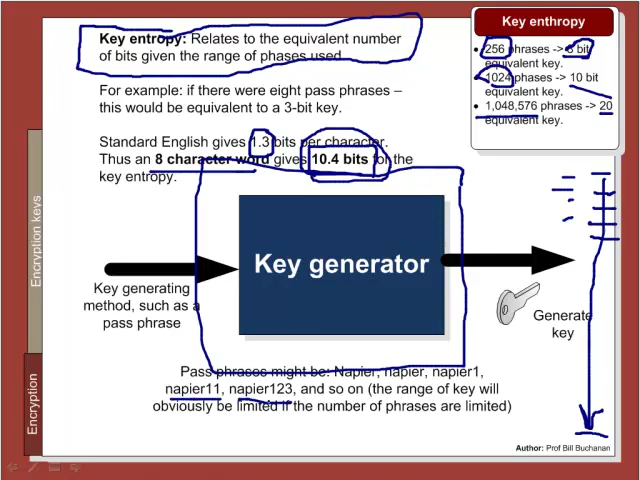 Key entropy: Relates to the equivalent number
of bits given the range of phases used.
For example: if there were eight pass phrases –
this would be equivalent to a 3-bit key.
Standard English gives 1.3 bits per character.
Thus an 8 character word gives 10.4 bits for the
key entropy.
Key enthropy
• 256 phrases -> 8 bit
equivalent key.
• 1024 phases -> 10 bit
equivalent key.
• 1,048,576 phrases -> 20
equivalent key.
Encryption keys
Encryption
Key generator
Key generating
method, such as a
pass phrase
Generate
key
Pass phrases might be: Napier, napier, napier1,
napier11, napier123, and so on (the range of key will
obviously be limited if the number of phrases are limited)
Author: Prof Bill Buchanan